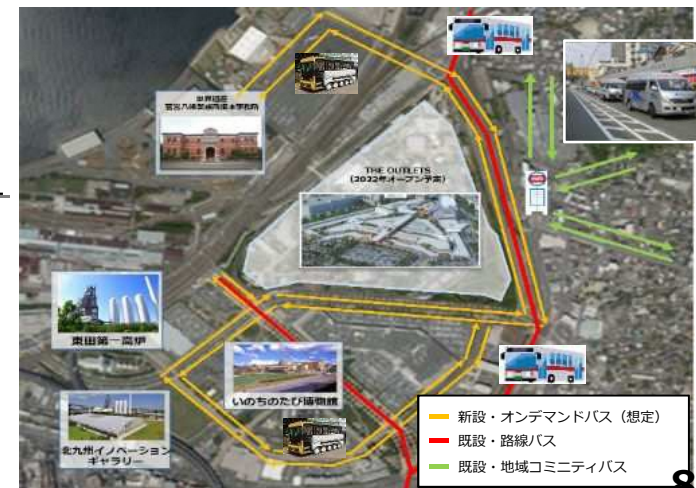 世界遺産
官営八幡製鐵所旧本事務所
THE OUTLETS
(2022年オープン予定)
東田第一高炉
いのちのたび博物館
北九州イノベーション
ギャラリー
新設・オンデマンドバス（想定）
既設・路線バス
既設・地域コミニティバス
8